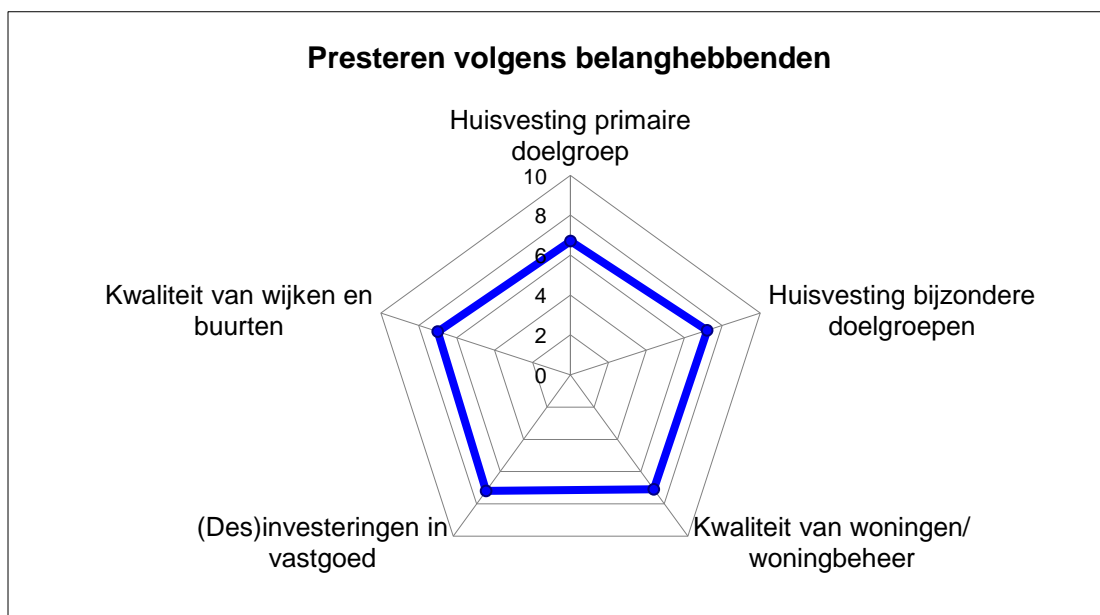 Presteren volgens belanghebbenden
Huisvesting primaire
doelgroep
10
8
6
4
2
0
Huisvesting bijzondere
doelgroepen
Kwaliteit van woningen/
woningbeheer
(Des)investeringen in
vastgoed
Kwaliteit van wijken en
buurten